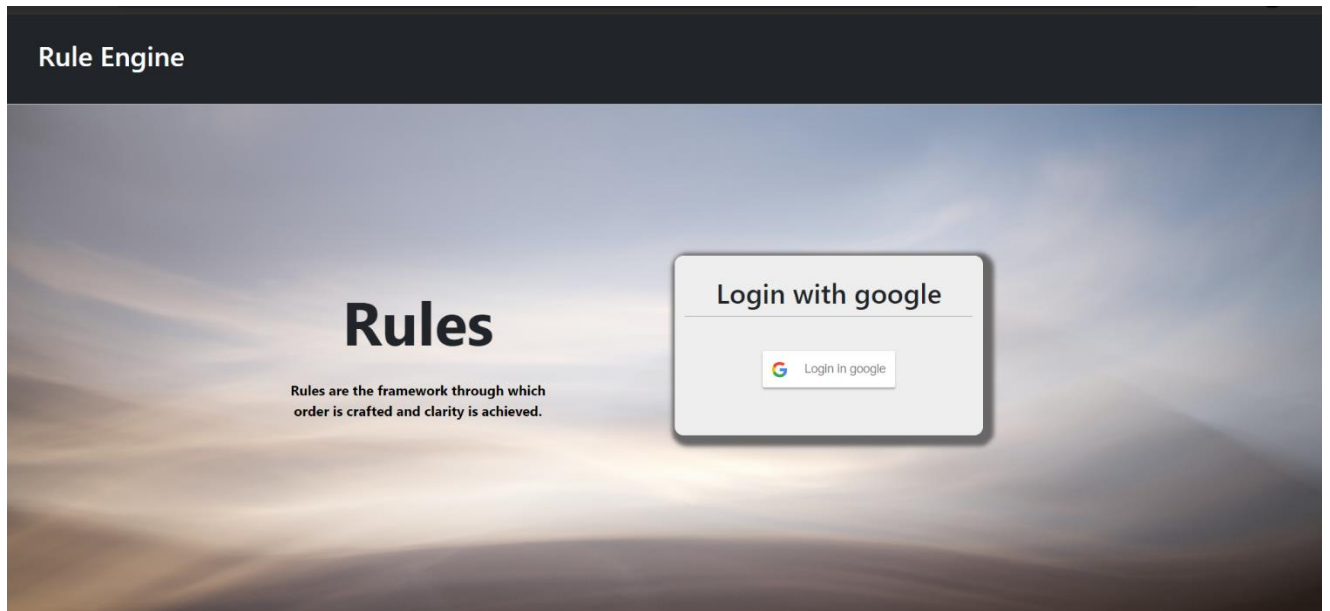 Rule Engine
Rules
Rules are the framework through which
order is crafted and clarity is achieved.
Login with google
Login in google